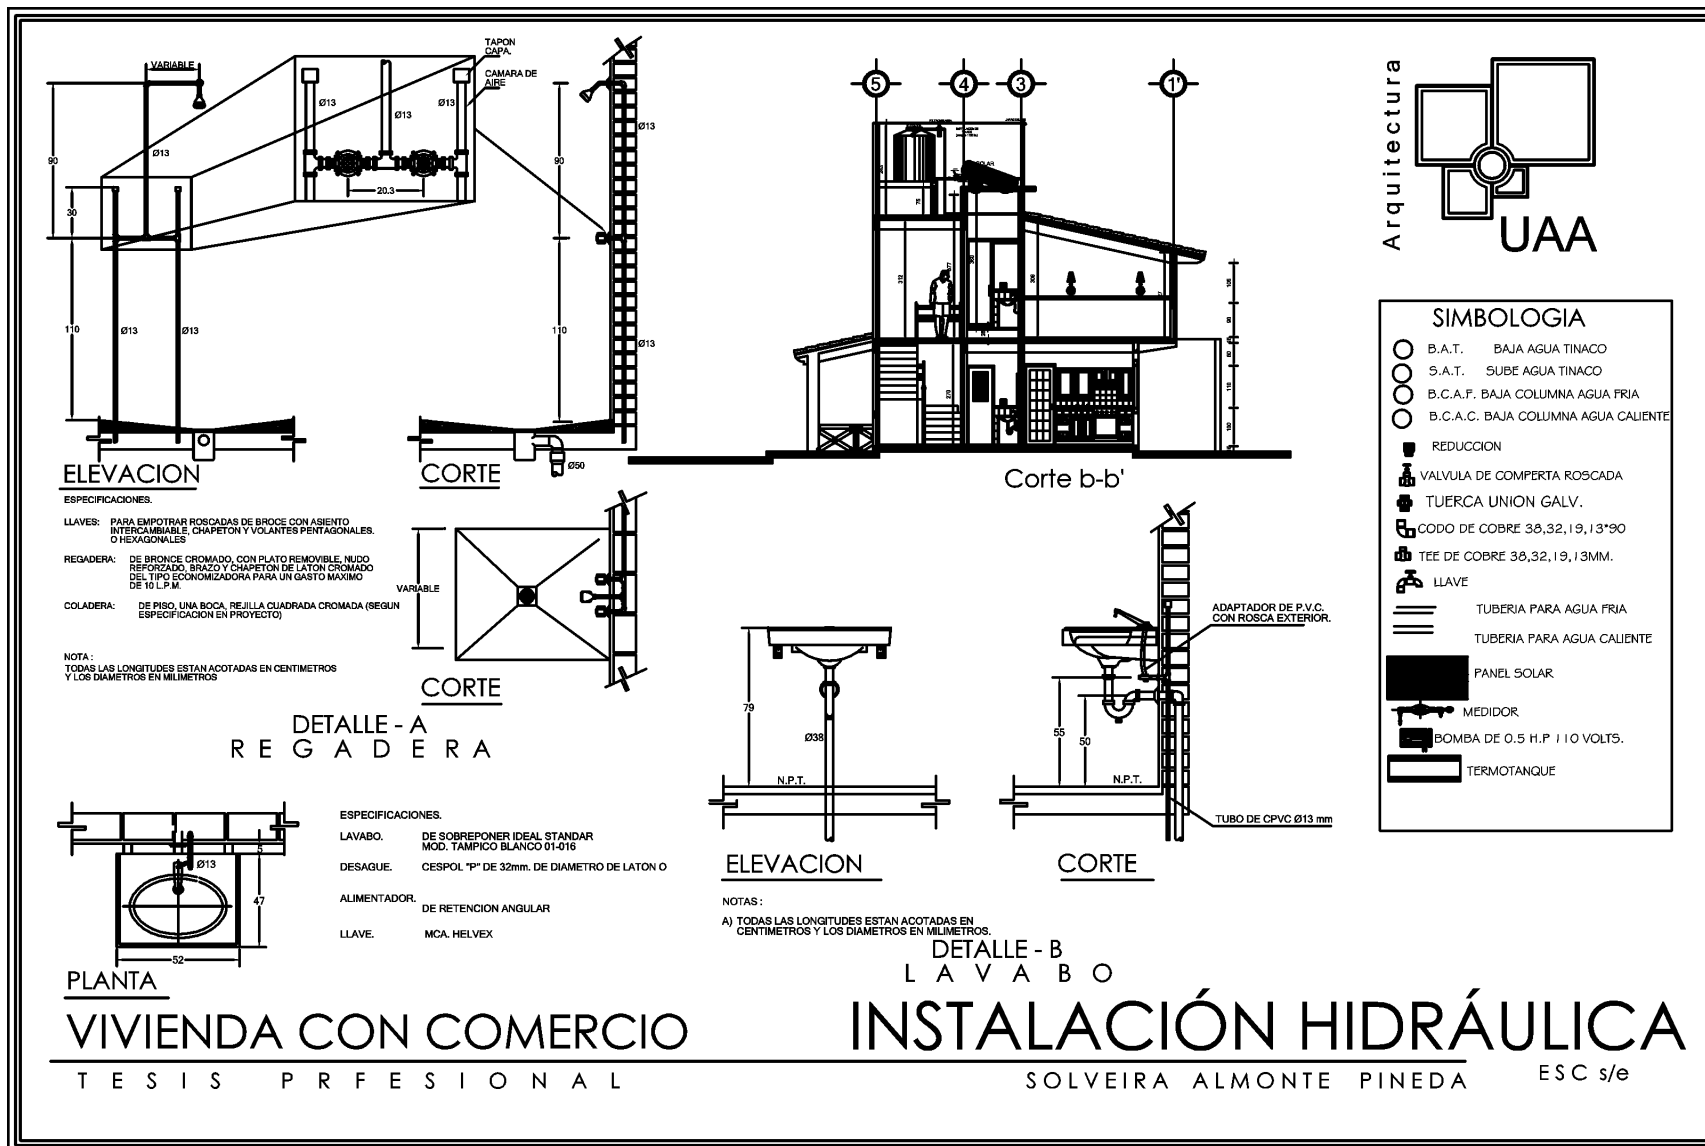 TAPON
CAPA.
CAMARA DE
AIRE
VARIABLE
Ø13
Ø13
Ø13
Ø13
Ø13
90
90
20.3
30
110
110
Ø13
Ø13
Ø13
Ø50
ELEVACION
CORTE
ESPECIFICACIONES.
LLAVES: PARA EMPOTRAR ROSCADAS DE BROCE CON ASIENTO
INTERCAMBIABLE, CHAPETON Y VOLANTES PENTAGONALES.
O HEXAGONALES
REGADERA: DE BRONCE CROMADO, CON PLATO REMOVIBLE, NUDO
REFORZADO, BRAZO Y CHAPETON DE LATON CROMADO
DEL TIPO ECONOMIZADORA PARA UN GASTO MAXIMO
DE 10 L.P.M.
COLADERA: DE PISO, UNA BOCA, REJILLA CUADRADA CROMADA (SEGUN
ESPECIFICACION EN PROYECTO)
NOTA :
TODAS LAS LONGITUDES ESTAN ACOTADAS EN CENTIMETROS
Y LOS DIAMETROS EN MILIMETROS
VARIABLE
CORTE
DETALLE - A
REGADERA
5
4
3
1'
SOLAR
75
312
360
309
270
Corte b-b'
Arquitectura
UAA
SIMBOLOGIA
B.A.T. BAJA AGUA TINACO
S.A.T. SUBE AGUA TINACO
B.C.A.F. BAJA COLUMNA AGUA FRIA
B.C.A.C. BAJA COLUMNA AGUA CALIENTE
REDUCCION
VALVULA DE COMPERTA ROSCADA
TUERCA UNION GALV.
CODO DE COBRE 38,32,19,13*90
TEE DE COBRE 38,32,19,13MM.
LLAVE
TUBERIA PARA AGUA FRIA
TUBERIA PARA AGUA CALIENTE
PANEL SOLAR
MEDIDOR
BOMBA DE 0.5 H.P 110 VOLTS.
TERMOTANQUE
ADAPTADOR DE P.V.C.
CON ROSCA EXTERIOR.
79
Ø38
55
50
N.P.T.
N.P.T.
TUBO DE CPVC Ø13 mm
ELEVACION
CORTE
NOTAS :
A) TODAS LAS LONGITUDES ESTAN ACOTADAS EN
CENTIMETROS Y LOS DIAMETROS EN MILIMETROS.
DETALLE - B
LAVABO
Ø13
5
47
52
PLANTA
ESPECIFICACIONES.
LAVABO. DE SOBREPONER IDEAL STANDAR
MOD. TAMPICO BLANCO 01-016
DESAGUE. CESPOL "P" DE 32mm. DE DIAMETRO DE LATON O
ALIMENTADOR.
DE RETENCION ANGULAR
LLAVE. MCA. HELVEX
VIVIENDA CON COMERCIO
TESIS PRFESIONAL
INSTALACIÓN HIDRÁULICA
SOLVEIRA ALMONTE PINEDA
ESC s/e